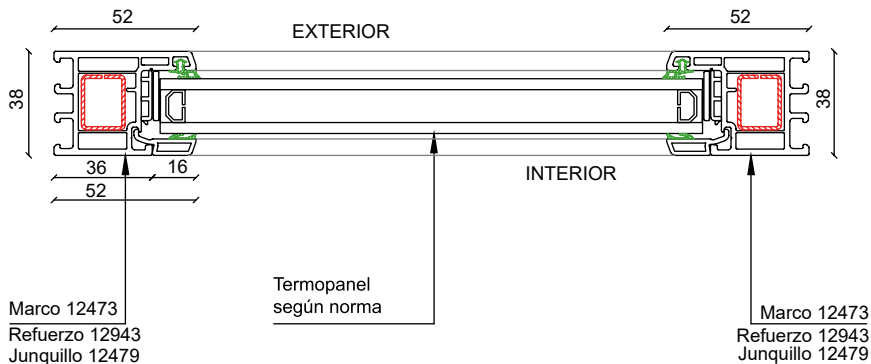 52
52
EXTERIOR
38
38
INTERIOR
36
16
52
Termopanel
según norma
Marco 12473
Refuerzo 12943
Junquillo 12479
Marco 12473
Refuerzo 12943
Junquillo 12479